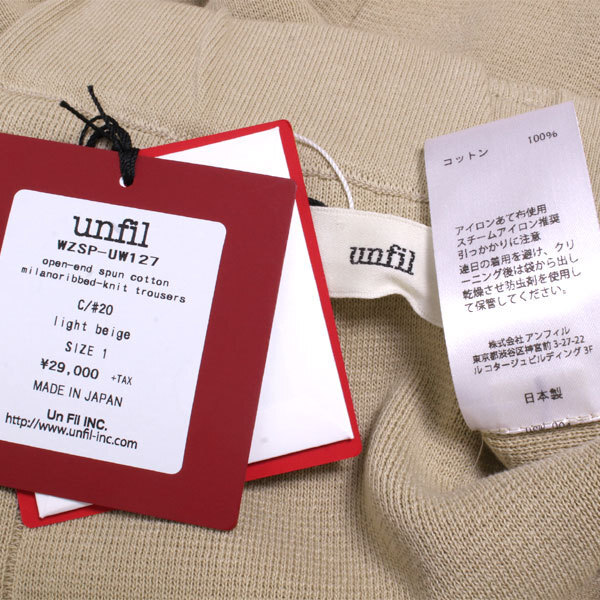 unfil
WZSP-UW127
open-end spun cotton
milanoribbed-knit trousers
C/#20
light beige
SIZE 1
¥29,000 +TAX
MADE IN JAPAN
Un Fil INC.
http://www.unfil-inc.com
unfil
コットン 100%
アイロンあて布使用
スチームアイロン推奨
引っかかりに注意
連日の着用を避け、クリ
ーニング後は袋から出し
乾燥させ防虫剤を使用し
て保管してください。
株式会社 アンフィル
東京都渋谷区神宮前 3-27-22
ルコタージュビルディング 3F
日本製